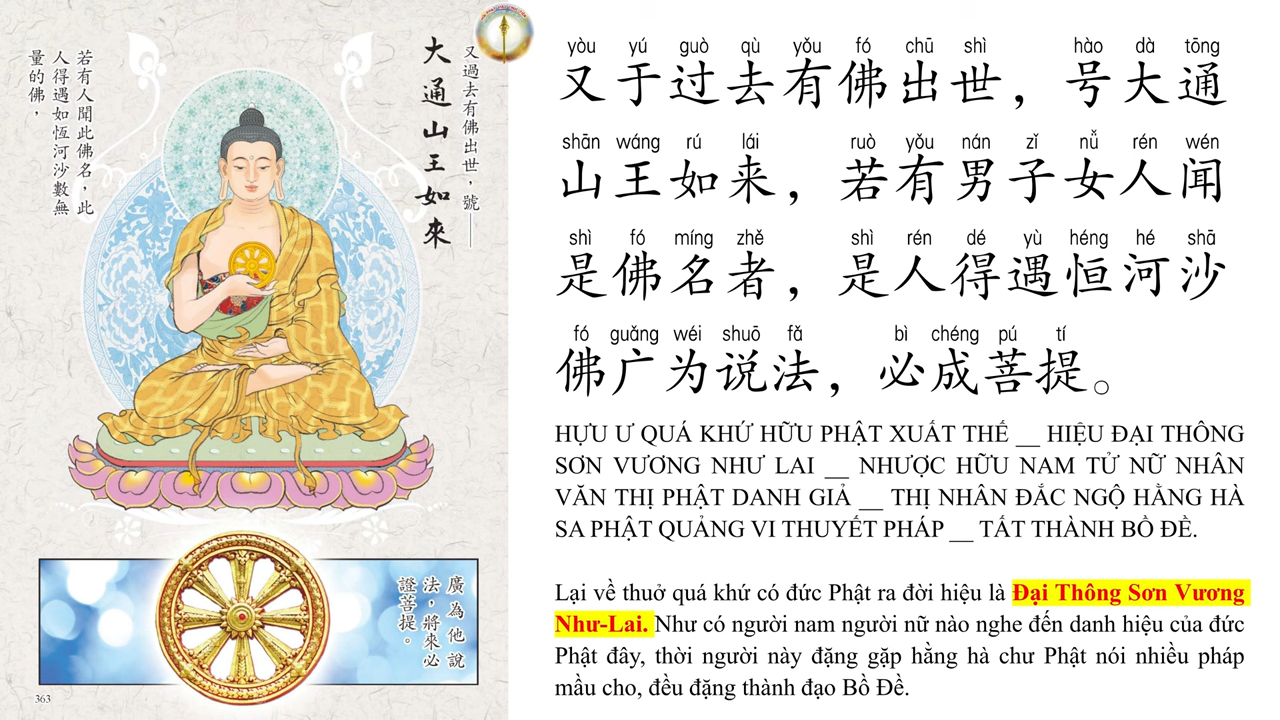 又過去有佛出世，號——
大通山王如來
若有人聞此佛名，此
人得遇如恆河沙數無
量的佛，
廣為他說
法，將來必
證菩提。
363
yòu yú guò qù yǒu fó chū shì hào dà tōng
又于过去有佛出世，号大通
shān wáng rú lái ruò yǒu nán zǐ nǚ rén wén
山王如来，若有男子女人闻
shì fó míng zhě shì rén dé yù héng hé shā
是佛名者，是人得遇恒河沙
fó guǎng wéi shuō fǎ bì chéng pú tí
佛广为说法，必成菩提。
HỰU Ư QUÁ KHỨ HỮU PHẬT XUẤT THẾ __ HIỆU ĐẠI THÔNG
SƠN VƯƠNG NHƯ LAI __ NHƯỢC HỮU NAM TỬ NỮ NHÂN
VĂN THỊ PHẬT DANH GIẢ __ THỊ NHÂN ĐẮC NGỘ HẰNG HÀ
SA PHẬT QUẢNG VI THUYẾT PHÁP __ TẤT THÀNH BỒ ĐỀ.
Lại về thuở quá khứ có đức Phật ra đời hiệu là Đại Thông Sơn Vương
Như-Lai. Như có người nam người nữ nào nghe đến danh hiệu của đức
Phật đây, thời người này đặng gặp hằng hà chư Phật nói nhiều pháp
mầu cho, đều đặng thành đạo Bồ Đề.